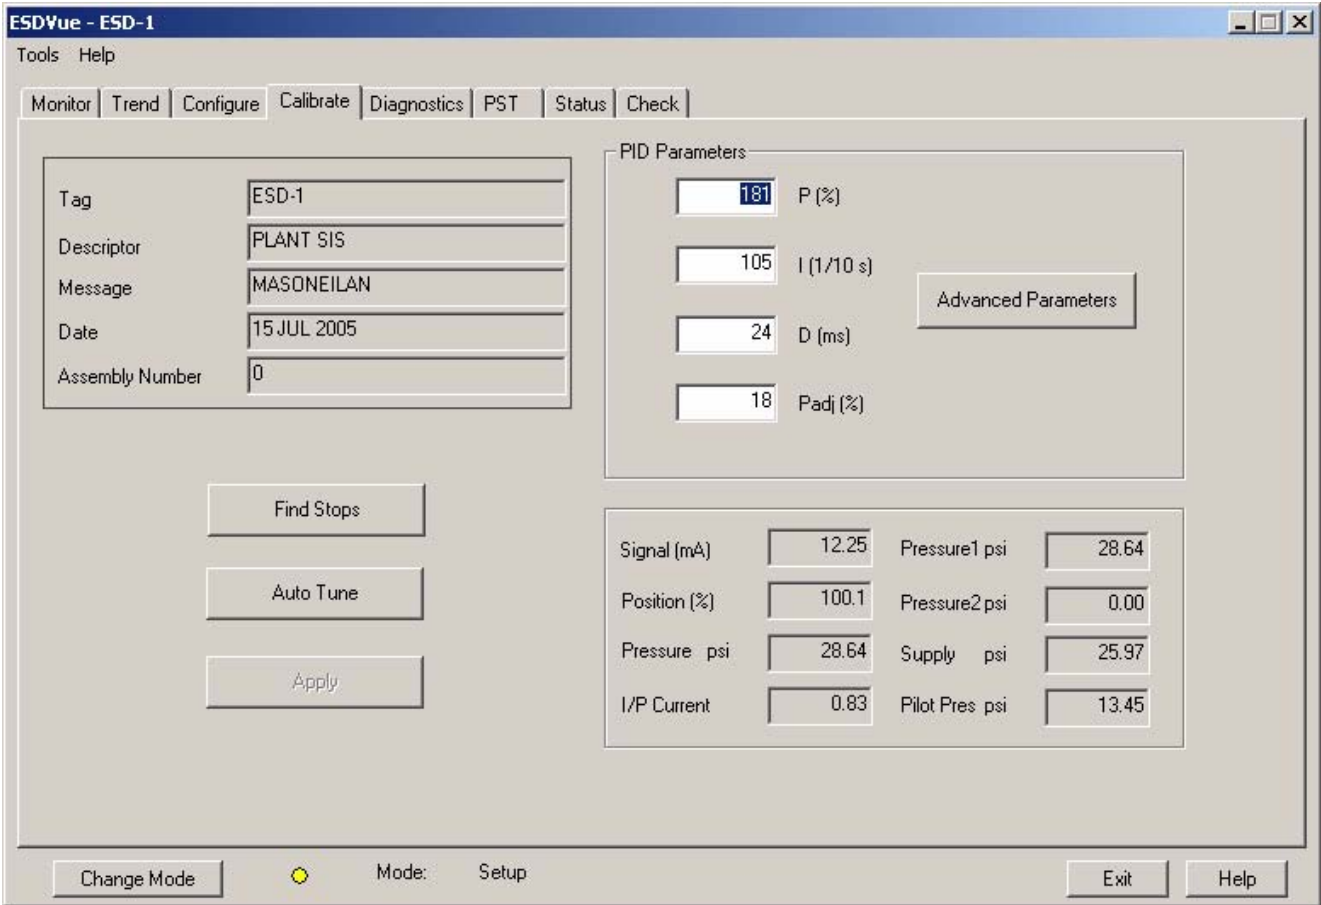 ESDVue - ESD-1
Tools Help
Monitor Trend Configure Calibrate Diagnostics PST Status Check
Tag ESD-1
Descriptor PLANT SIS
Message MASONEILAN
Date 15 JUL 2005
Assembly Number 0
Find Stops
Auto Tune
Apply
PID Parameters
181 P (%)
105 I (1/10 s)
24 D (ms)
18 Padj (%)
Advanced Parameters
Signal (mA) 12.25 Pressure1 psi 28.64
Position (%) 100.1 Pressure2 psi 0.00
Pressure psi 28.64 Supply psi 25.97
I/P Current 0.83 Pilot Pres psi 13.45
Change Mode Mode: Setup Exit Help